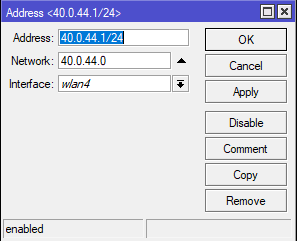 Address <40.0.44.1/24>
Address: 40.0.44.1/24
Network: 40.0.44.0
Interface: wlan4
OK
Cancel
Apply
Disable
Comment
Copy
Remove
enabled